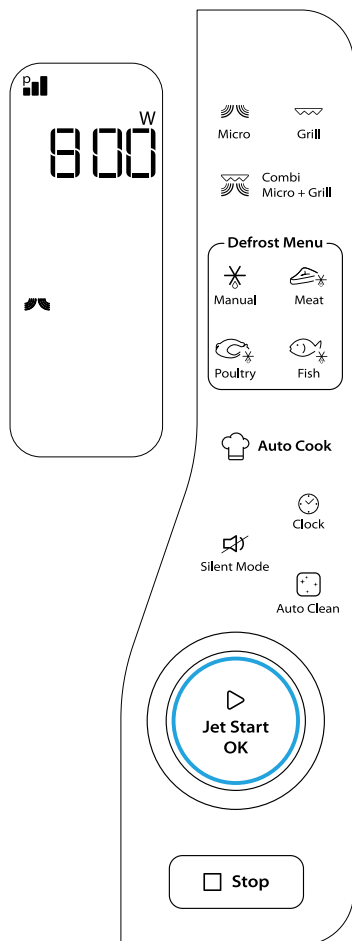 P
W
800
Micro
Grill
Combi
Micro + Grill
Defrost Menu
Manual
Meat
Poultry
Fish
Auto Cook
Clock
Silent Mode
Auto Clean
Jet Start
OK
Stop